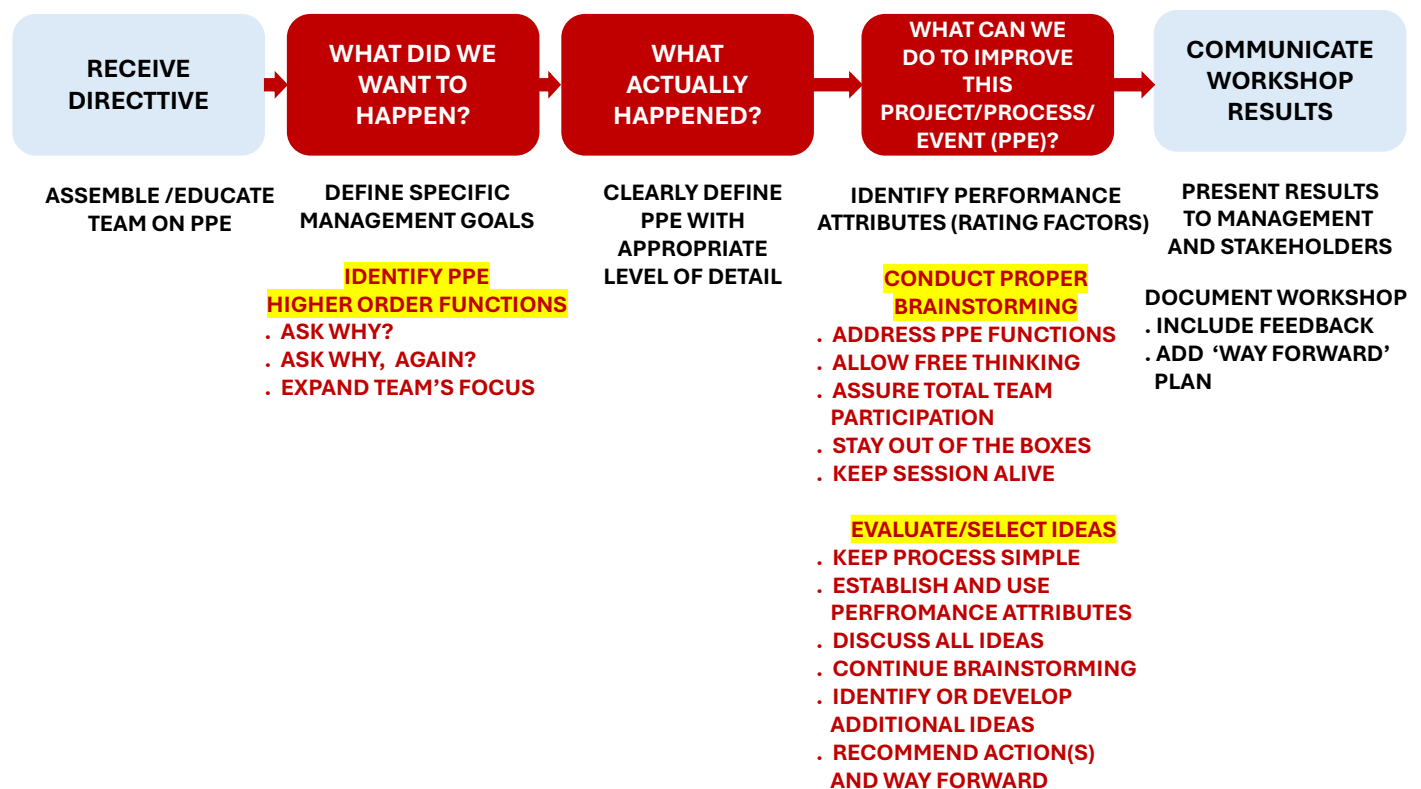 RECEIVE
DIRECTTIVE
WHAT DID WE
WANT TO
HAPPEN?
WHAT
ACTUALLY
HAPPENED?
WHAT CAN WE
DO TO IMPROVE
THIS
PROJECT/PROCESS/
EVENT (PPE)?
COMMUNICATE
WORKSHOP
RESULTS
ASSEMBLE /EDUCATE
TEAM ON PPE
DEFINE SPECIFIC
MANAGEMENT GOALS
IDENTIFY PPE
HIGHER ORDER FUNCTIONS
. ASK WHY?
. ASK WHY, AGAIN?
. EXPAND TEAM’S FOCUS
CLEARLY DEFINE
PPE WITH
APPROPRIATE
LEVEL OF DETAIL
IDENTIFY PERFORMANCE
ATTRIBUTES (RATING FACTORS)
CONDUCT PROPER
BRAINSTORMING
. ADDRESS PPE FUNCTIONS
. ALLOW FREE THINKING
. ASSURE TOTAL TEAM
PARTICIPATION
. STAY OUT OF THE BOXES
. KEEP SESSION ALIVE
EVALUATE/SELECT IDEAS
. KEEP PROCESS SIMPLE
. ESTABLISH AND USE
PERFROMANCE ATTRIBUTES
. DISCUSS ALL IDEAS
. CONTINUE BRAINSTORMING
. IDENTIFY OR DEVELOP
ADDITIONAL IDEAS
. RECOMMEND ACTION(S)
AND WAY FORWARD
PRESENT RESULTS
TO MANAGEMENT
AND STAKEHOLDERS
DOCUMENT WORKSHOP
. INCLUDE FEEDBACK
. ADD ‘WAY FORWARD’
PLAN